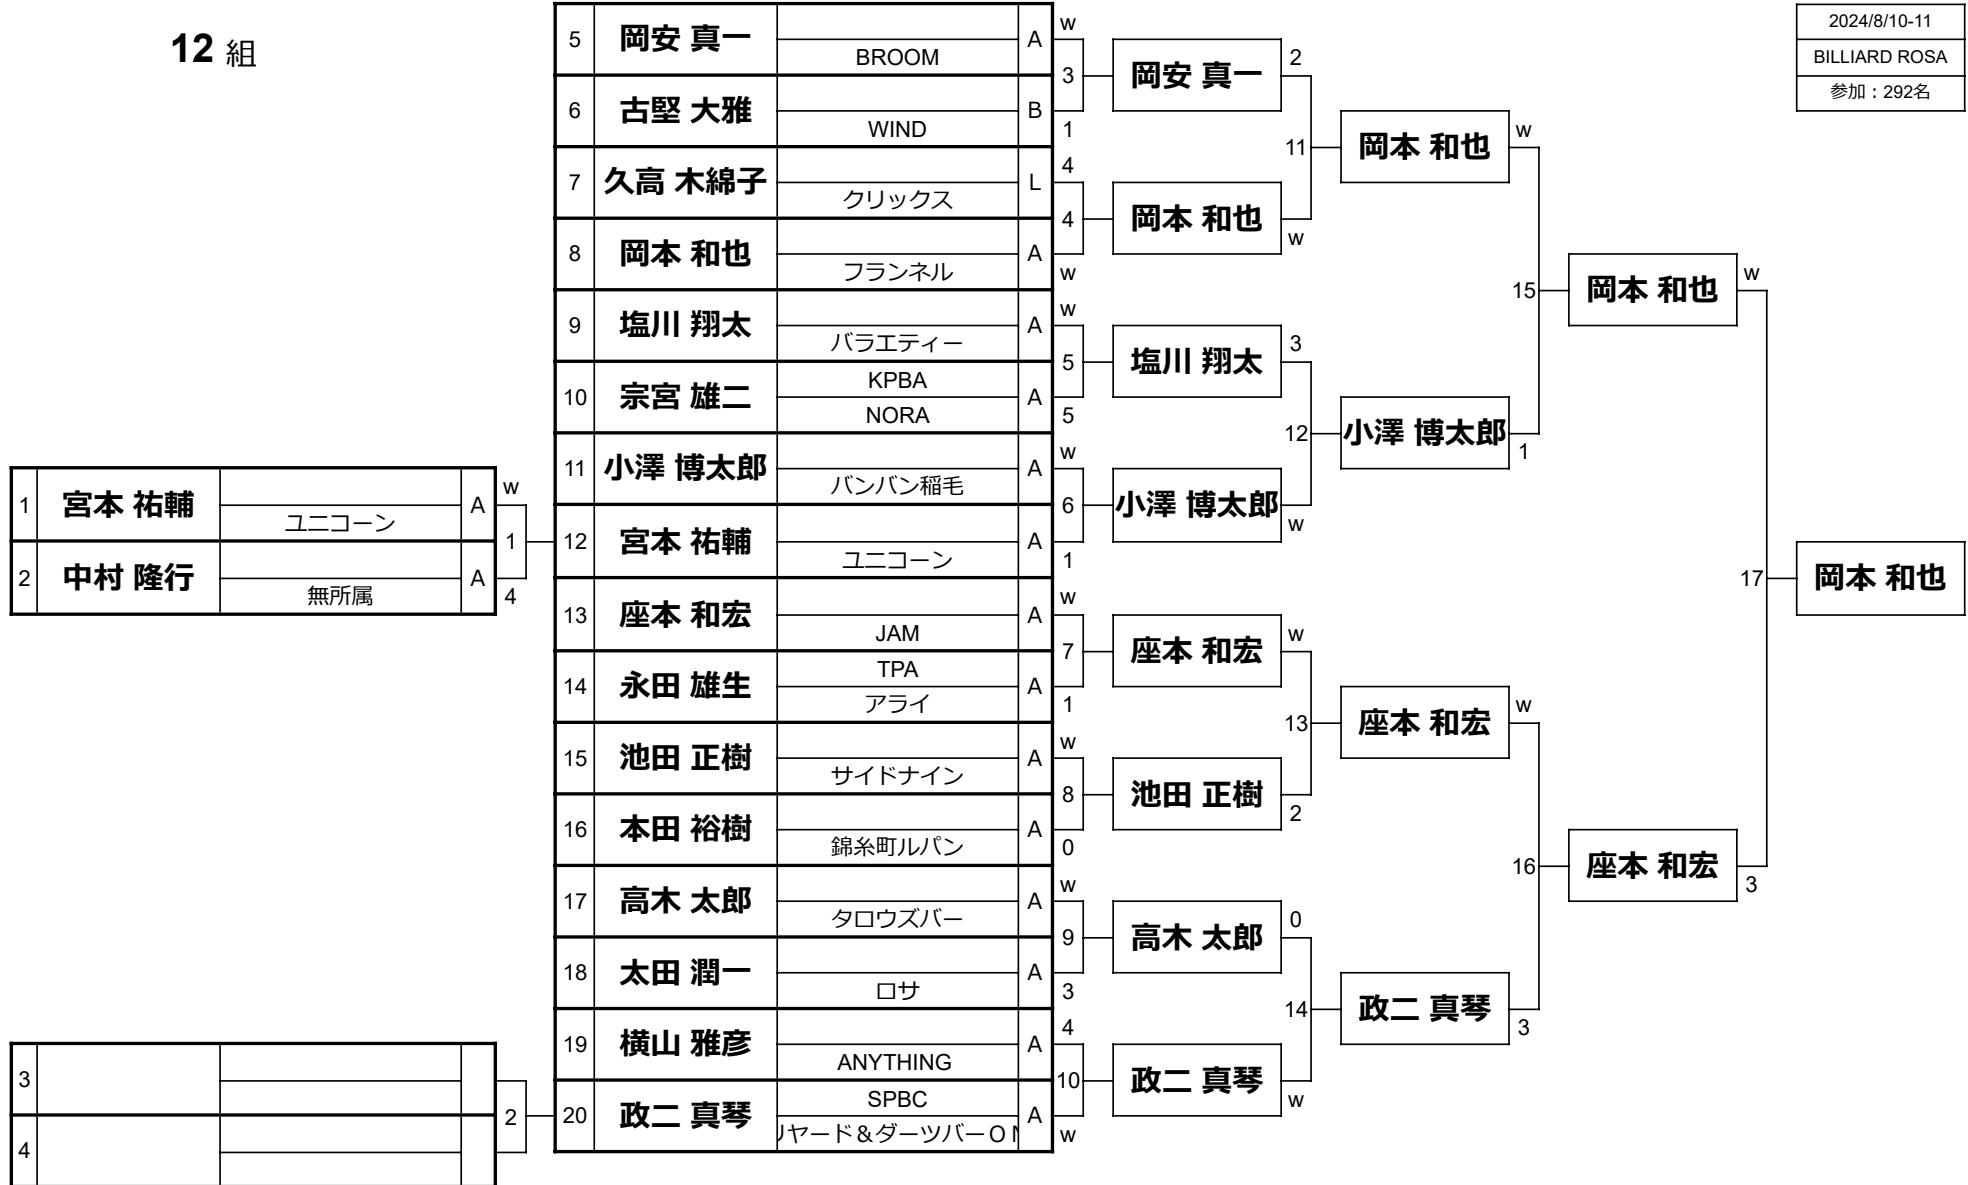 12 組
2024/8/10-11
BILLIARD ROSA
参加：292名
1 宮本 祐輔 ユニコーン A w
1
2 中村 隆行 無所属 A 4
3
2
4
5 岡安 真一 BROOM A w
3
6 古堅 大雅 WIND B 1
7 久高 木綿子 クリックス L 4
4
8 岡本 和也 フランネル A w
9 塩川 翔太 バラエティー A w
5
10 宗宮 雄二 KPBA NORA A 5
11 小澤 博太郎 バンバン稲毛 A w
6
12 宮本 祐輔 ユニコーン A 1
13 座本 和宏 JAM A w
7
14 永田 雄生 TPA アライ A 1
15 池田 正樹 サイドナイン A w
8
16 本田 裕樹 錦糸町ルパン A 0
17 高木 太郎 タロウズバー A w
9
18 太田 潤一 ロサ A 3
19 横山 雅彦 ANYTHING A 4
10
20 政二 真琴 SPBC リヤード＆ダーツバーＯＮ A w
岡安 真一 2
11
岡本 和也 w
塩川 翔太 3
12
小澤 博太郎 w
座本 和宏 w
13
池田 正樹 2
高木 太郎 0
14
政二 真琴 w
岡本 和也 w
15
小澤 博太郎 1
座本 和宏 w
16
政二 真琴 3
岡本 和也 w
17
座本 和宏 3
岡本 和也